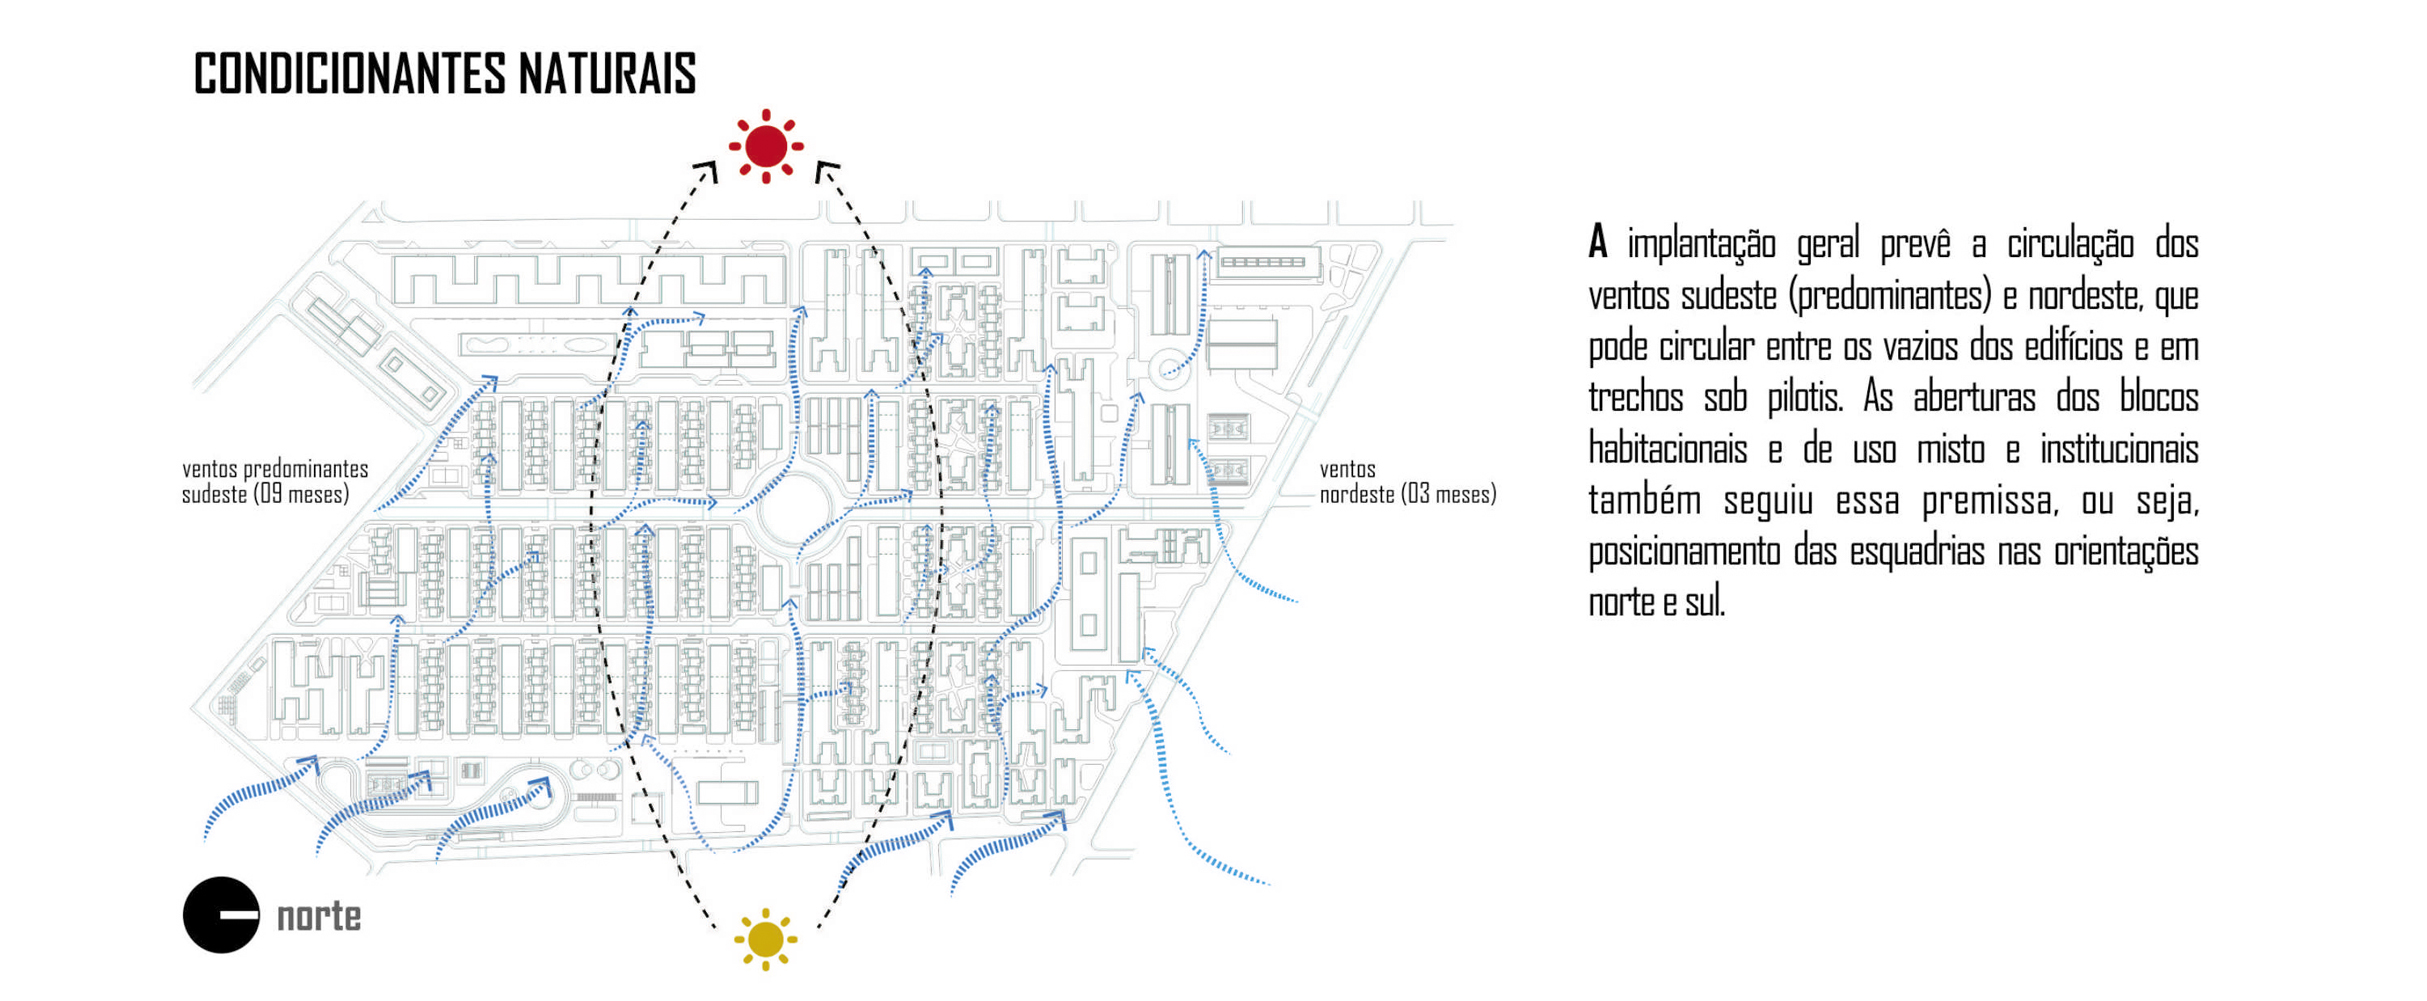 CONDICIONANTES NATURAIS
ventos predominantes
sudeste (09 meses)
ventos
nordeste (03 meses)
norte
A implantação geral prevê a circulação dos
ventos sudeste (predominantes) e nordeste, que
pode circular entre os vazios dos edifícios e em
trechos sob pilotis. As aberturas dos blocos
habitacionais e de uso misto e institucionais
também seguiu essa premissa, ou seja,
posicionamento das esquadrias nas orientações
norte e sul.